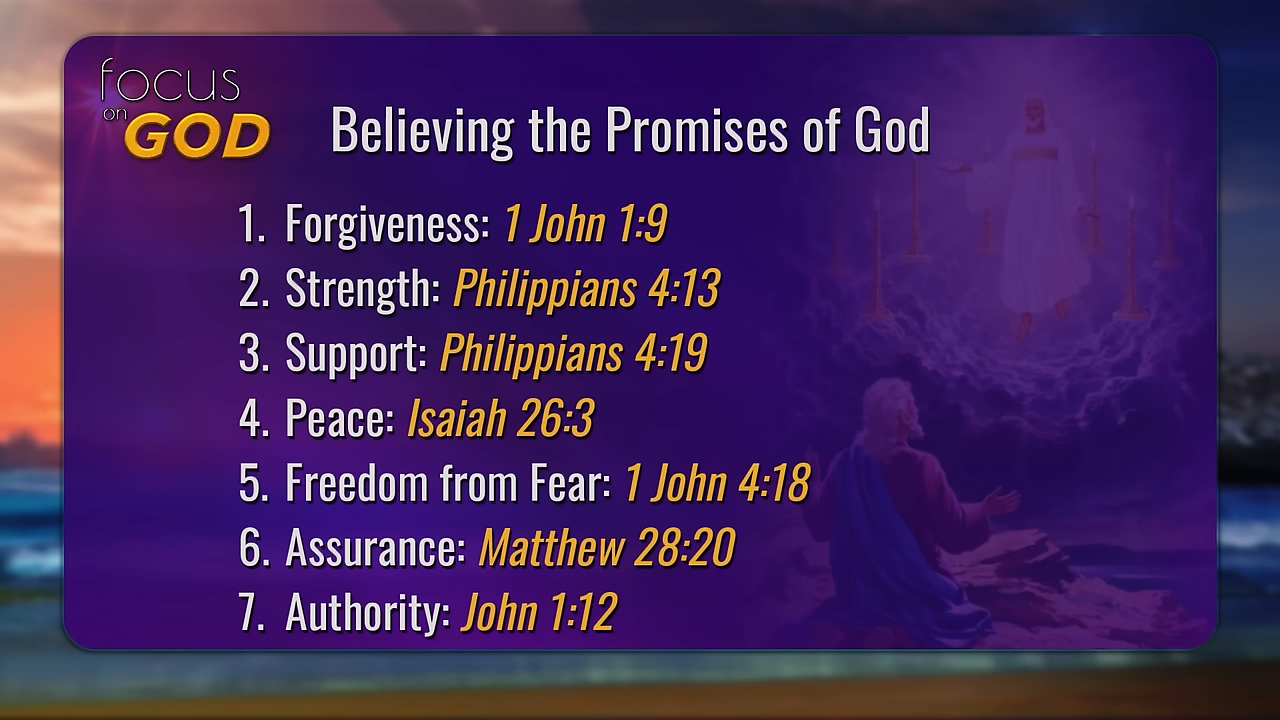 focus
on
GOD
Believing the Promises of God
1. Forgiveness: 1 John 1:9
2. Strength: Philippians 4:13
3. Support: Philippians 4:19
4. Peace: Isaiah 26:3
5. Freedom from Fear: 1 John 4:18
6. Assurance: Matthew 28:20
7. Authority: John 1:12